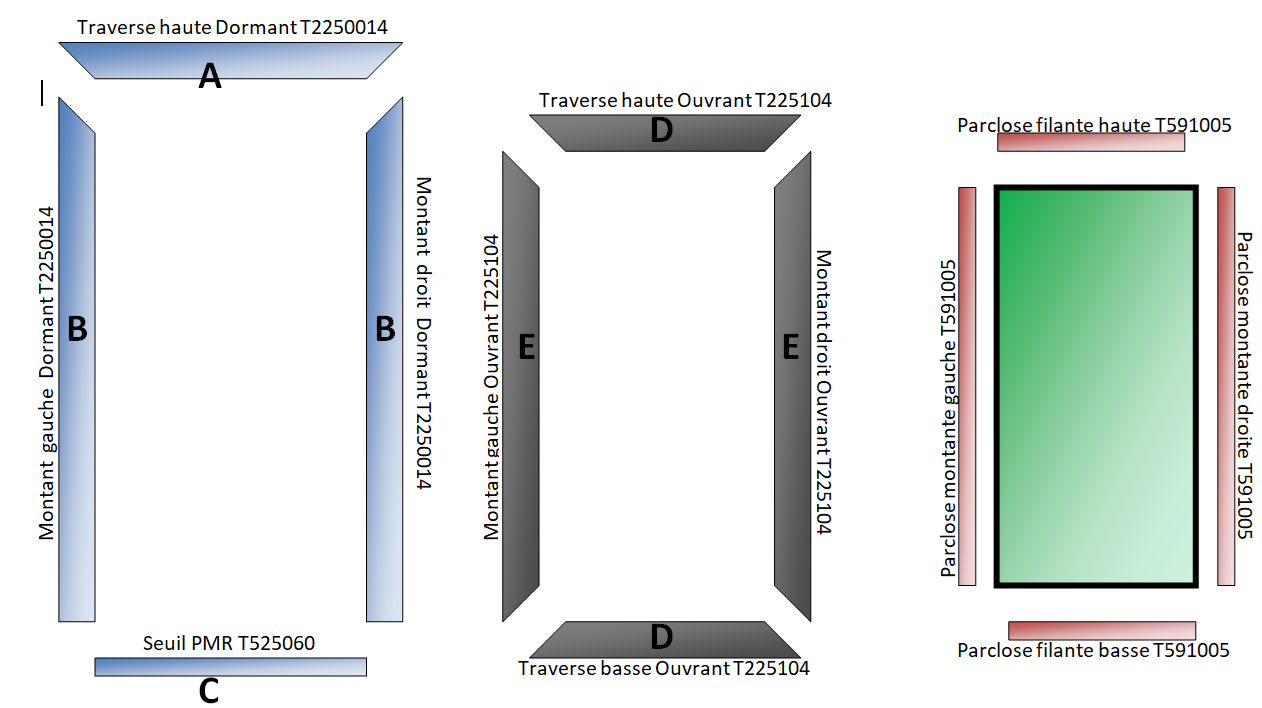 Traverse haute Dormant T2250014
A
Montant gauche Dormant T2250014
B
B
Montant droit Dormant T2250014
Seuil PMR T525060
C
Traverse haute Ouvrant T225104
D
Montant gauche Ouvrant T225104
E
E
Montant droit Ouvrant T225104
D
Traverse basse Ouvrant T225104
Parclose filante haute T591005
Parclose montante gauche T591005
Parclose montante droite T591005
Parclose filante basse T591005